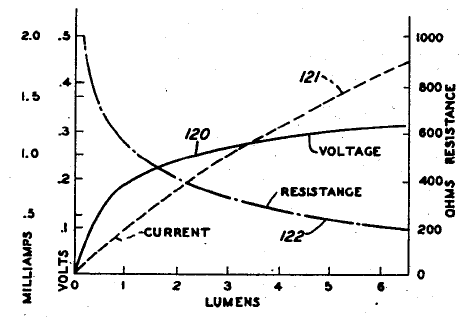 2.0 .5 1000
121
.4 800
1.5
120
1.0 .3 600
VOLTAGE
.2 RESISTANCE 400
.5 .1 CURRENT 122 200
0
0 1 2 3 4 5 6
LUMENS
MILLIAMPS
VOLTS
OHMS RESISTANCE